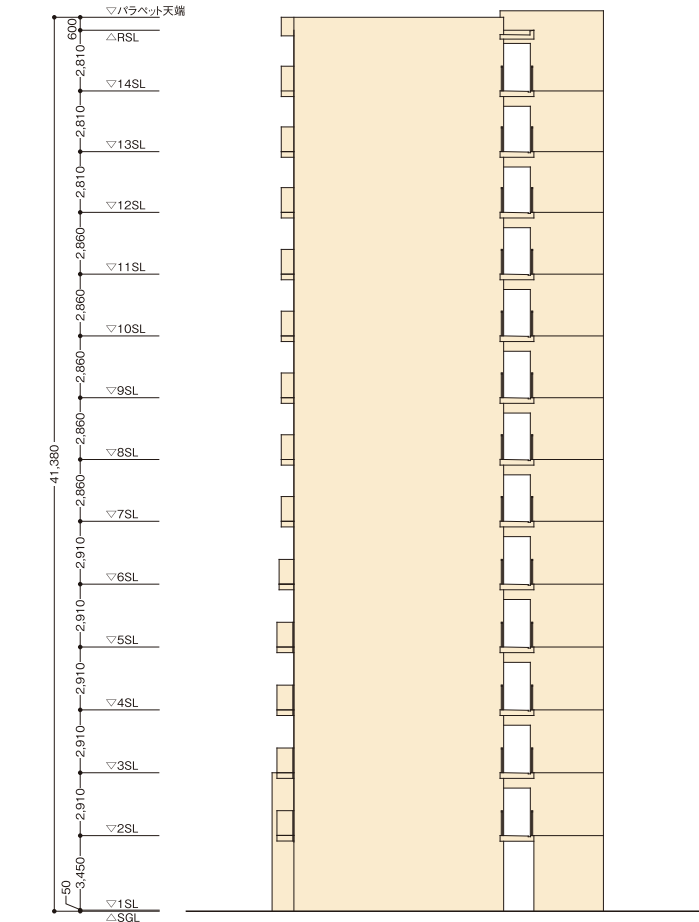 ▽パラペット天端
600
△RSL
2,810
▽14SL
2,810
▽13SL
2,810
▽12SL
2,860
▽11SL
2,860
▽10SL
2,860
▽9SL
2,860
▽8SL
41,380
2,860
▽7SL
2,910
▽6SL
2,910
▽5SL
2,910
▽4SL
2,910
▽3SL
2,910
▽2SL
3,450
50
▽1SL
△SGL